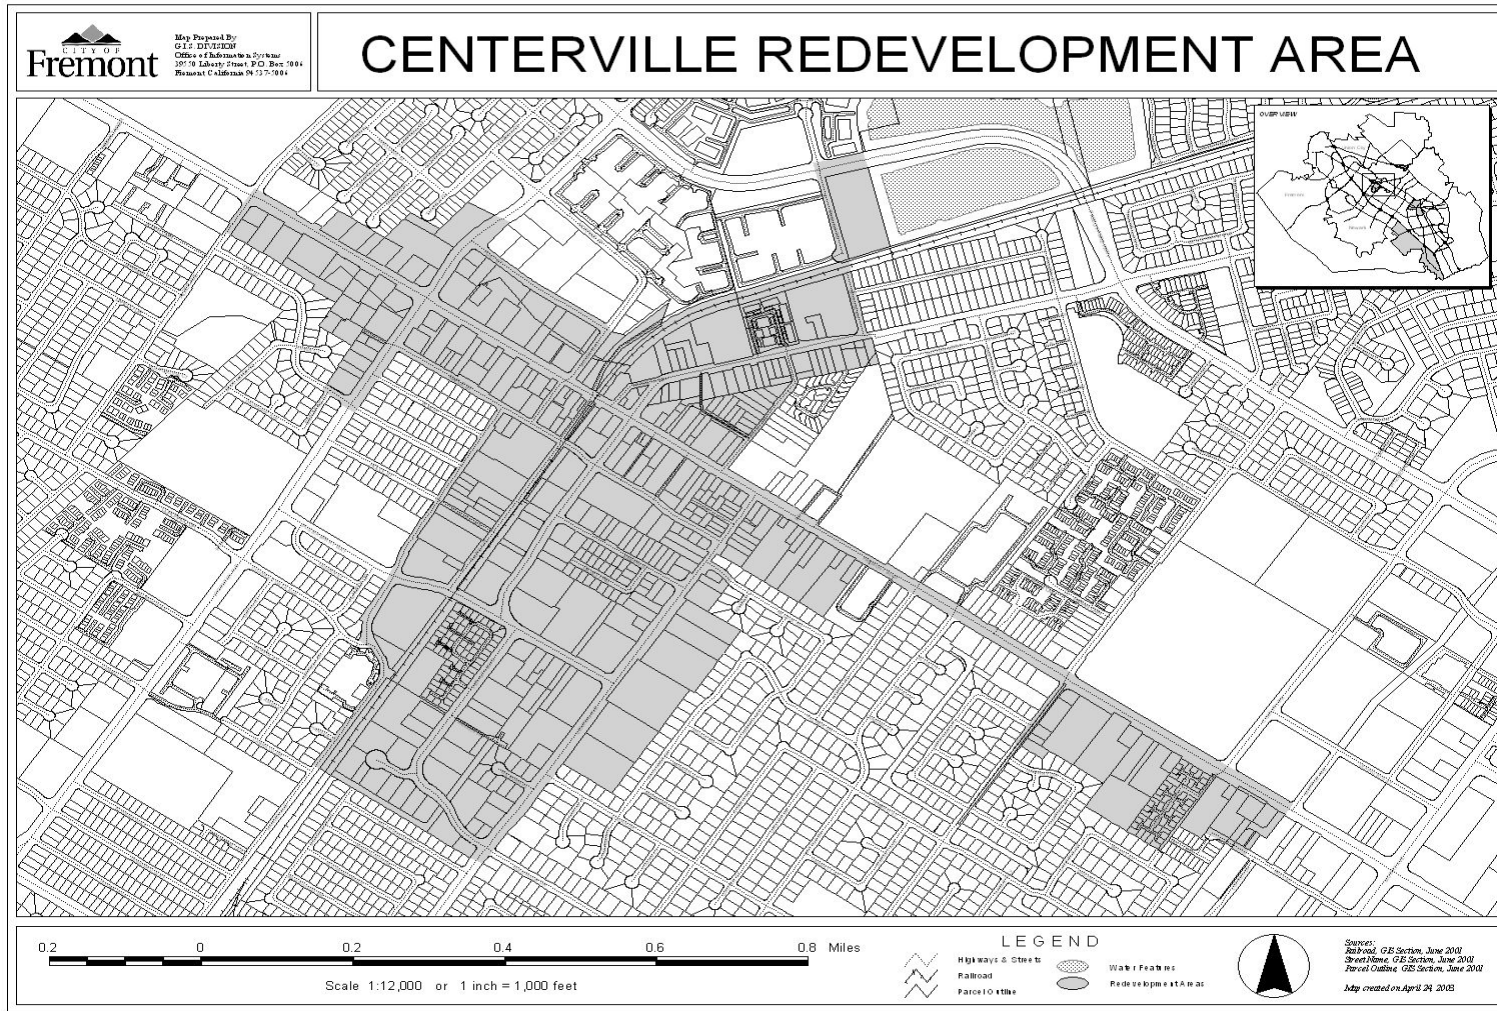 CITY OF
Fremont
Map Prepared By
G.I.S. DIVISION
Office of Information Systems
39550 Liberty Street, P.O. Box 5006
Fremont California 94537-5006
CENTERVILLE REDEVELOPMENT AREA
OVERVIEW
Newark
0.2 0 0.2 0.4 0.6 0.8 Miles
Scale 1:12,000 or 1 inch = 1,000 feet
LEGEND
Highways & Streets
Railroad
Parcel Outline
Water Features
Redevelopment Areas
Sources:
Railroad, GIS Section, June 2001
StreetName, GIS Section, June 2001
Parcel Outline, GIS Section, June 2001
Map created on April 24, 2003